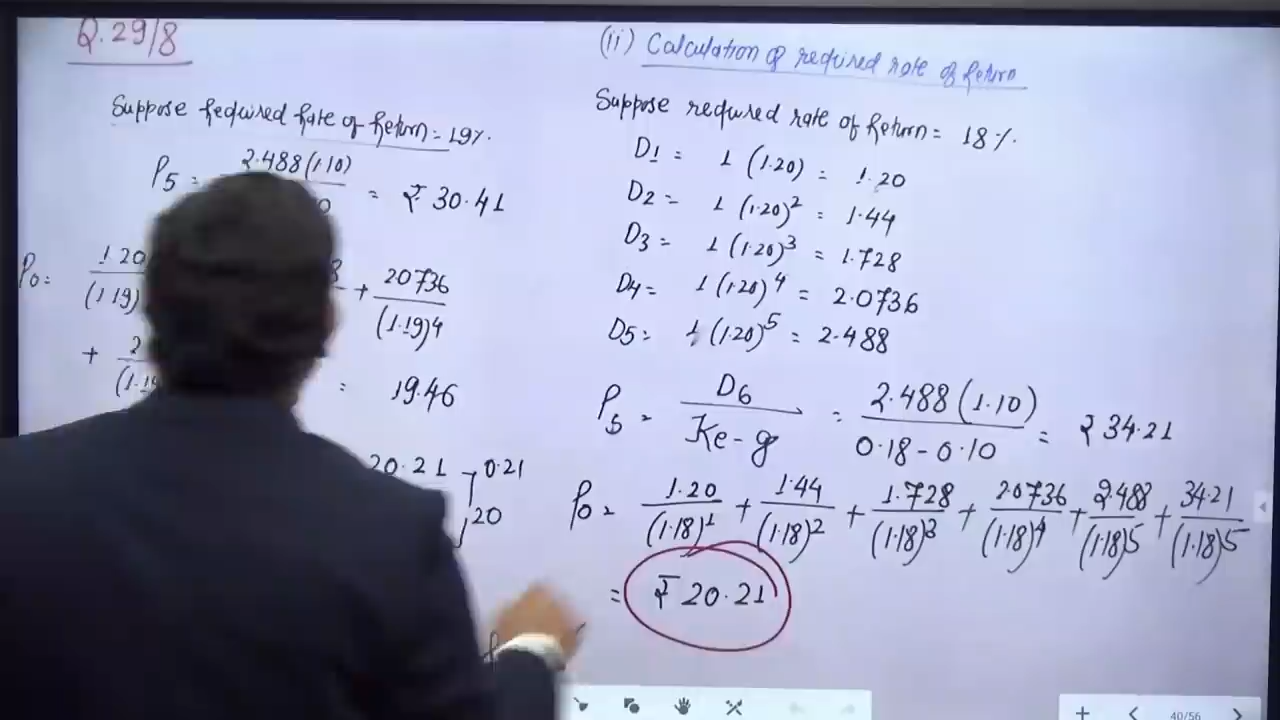 Q.29/8
Suppose Required Rate of Return = 19%.
P5 = 2.488(1.10) = ₹ 30.41
P0 = 1.20/(1.19) + 20736/(1.19)4
+ = 19.46
20.21 0.21
20
(ii) Calculation of required rate of Return
Suppose required rate of Return = 18%.
D1 = 1 (1.20) = 1.20
D2 = 1 (1.20)2 = 1.44
D3 = 1 (1.20)3 = 1.728
D4 = 1 (1.20)4 = 2.0736
D5 = 1 (1.20)5 = 2.488
P5 = D6/Ke-g = 2.488(1.10)/0.18-0.10 = ₹ 34.21
P0 = 1.20/(1.18)1 + 1.44/(1.18)2 + 1.728/(1.18)3 + 20736/(1.18)4 + 2.488/(1.18)5 + 34.21/(1.18)5
= ₹ 20.21
40/56